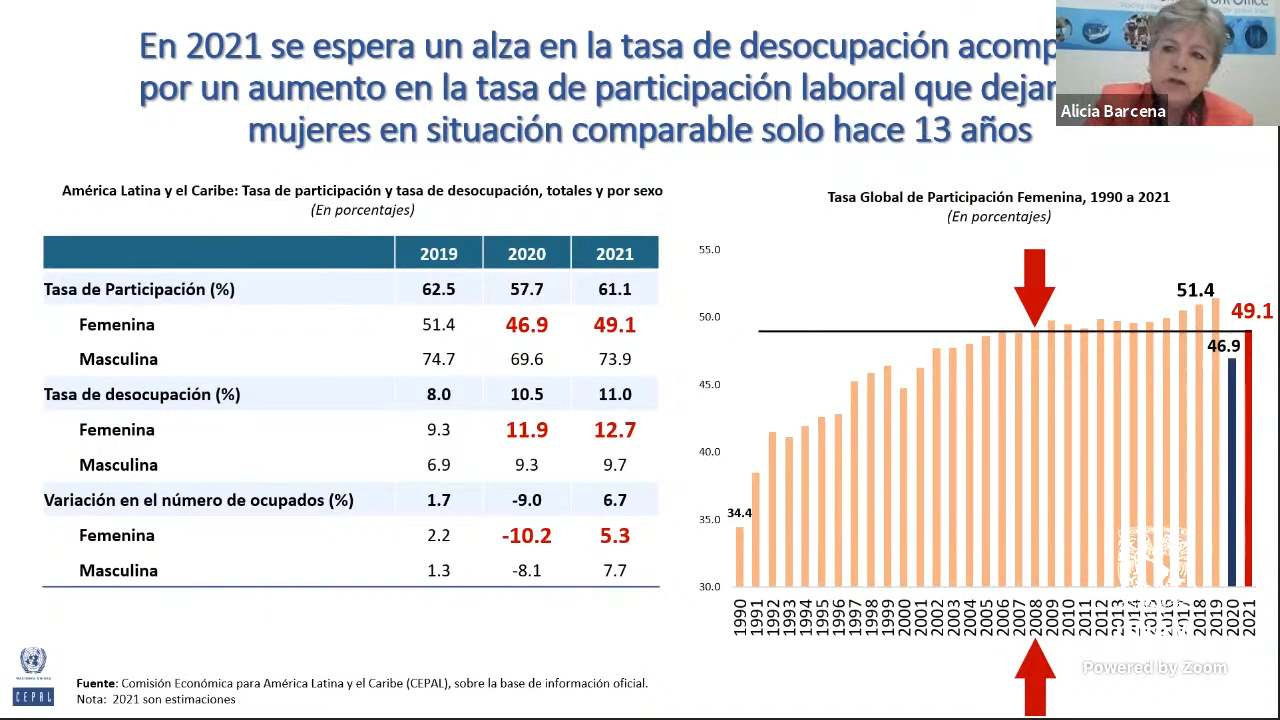 En 2021 se espera un alza en la tasa de desocupación
por un aumento en la tasa de participación laboral que
mujeres en situación comparable solo hace 13 años
Alicia Barcena
América Latina y el Caribe: Tasa de participación y tasa de desocupación, totales y por sexo
(En porcentajes)
2019 2020 2021
Tasa de Participación (%) 62.5 57.7 61.1
Femenina 51.4 46.9 49.1
Masculina 74.7 69.6 73.9
Tasa de desocupación (%) 8.0 10.5 11.0
Femenina 9.3 11.9 12.7
Masculina 6.9 9.3 9.7
Variación en el número de ocupados (%) 1.7 -9.0 6.7
Femenina 2.2 -10.2 5.3
Masculina 1.3 -8.1 7.7
Tasa Global de Participación Femenina, 1990 a 2021
(En porcentajes)
55.0
50.0
45.0
40.0
35.0
30.0
34.4
51.4
49.1
46.9
1990 1991 1992 1993 1994 1995 1996 1997 1998 1999 2000 2001 2002 2003 2004 2005 2006 2007 2008 2009 2010 2011 2012 2013 2014 2015 2016 2017 2018 2019 2020 2021
NACIONES UNIDAS
CEPAL
Fuente: Comisión Económica para América Latina y el Caribe (CEPAL), sobre la base de información oficial.
Nota: 2021 son estimaciones
Powered by Zoom